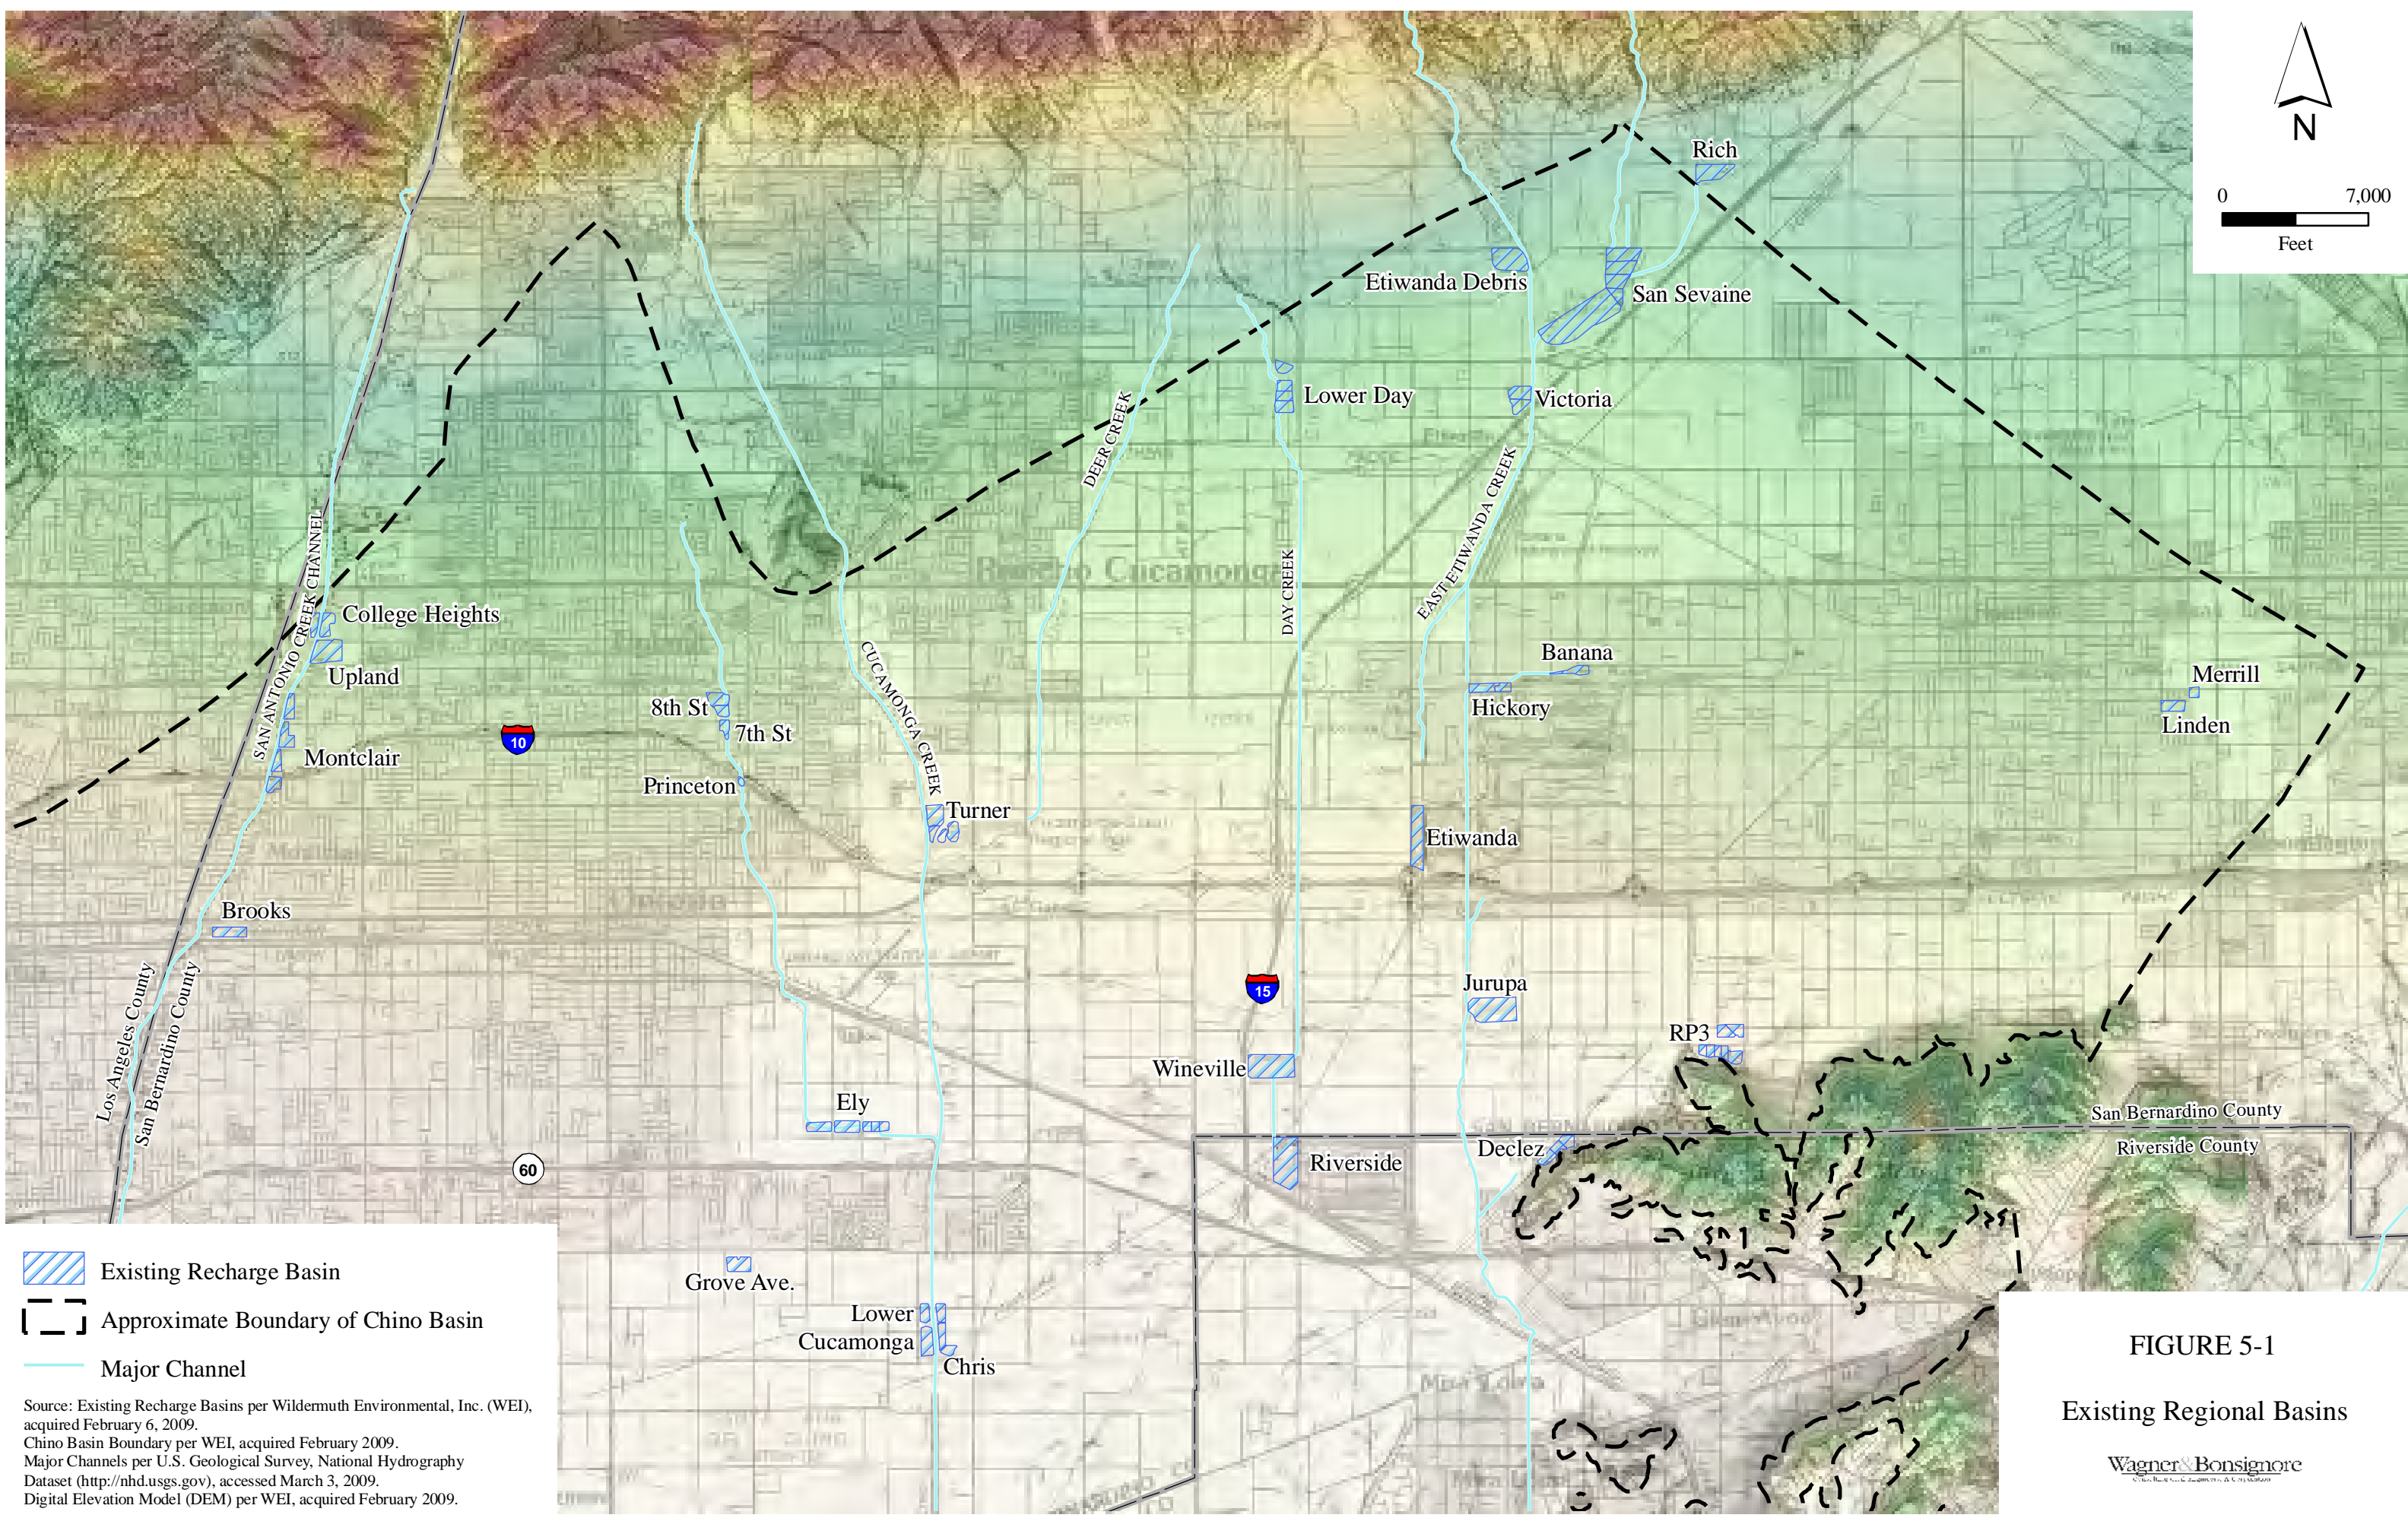 N
0 7,000
Feet
Rich
Etiwanda Debris
San Sevaine
Lower Day
Victoria
DEER CREEK
EAST ETIWANDA CREEK
DAY CREEK
Rancho Cucamonga
SAN ANTONIO CREEK CHANNEL
College Heights
Upland
Montclair
10
8th St
7th St
Princeton
CUCAMONGA CREEK
Turner
Banana
Hickory
Merrill
Linden
Etiwanda
Brooks
Los Angeles County
San Bernardino County
15
Jurupa
RP3
Wineville
Ely
60
Riverside
Declez
San Bernardino County
Riverside County
Grove Ave.
Lower
Cucamonga
Chris
Existing Recharge Basin
Approximate Boundary of Chino Basin
Major Channel
Source: Existing Recharge Basins per Wildermuth Environmental, Inc. (WEI),
acquired February 6, 2009.
Chino Basin Boundary per WEI, acquired February 2009.
Major Channels per U.S. Geological Survey, National Hydrography
Dataset (http://nhd.usgs.gov), accessed March 3, 2009.
Digital Elevation Model (DEM) per WEI, acquired February 2009.
FIGURE 5-1
Existing Regional Basins
Wagner&Bonsignore